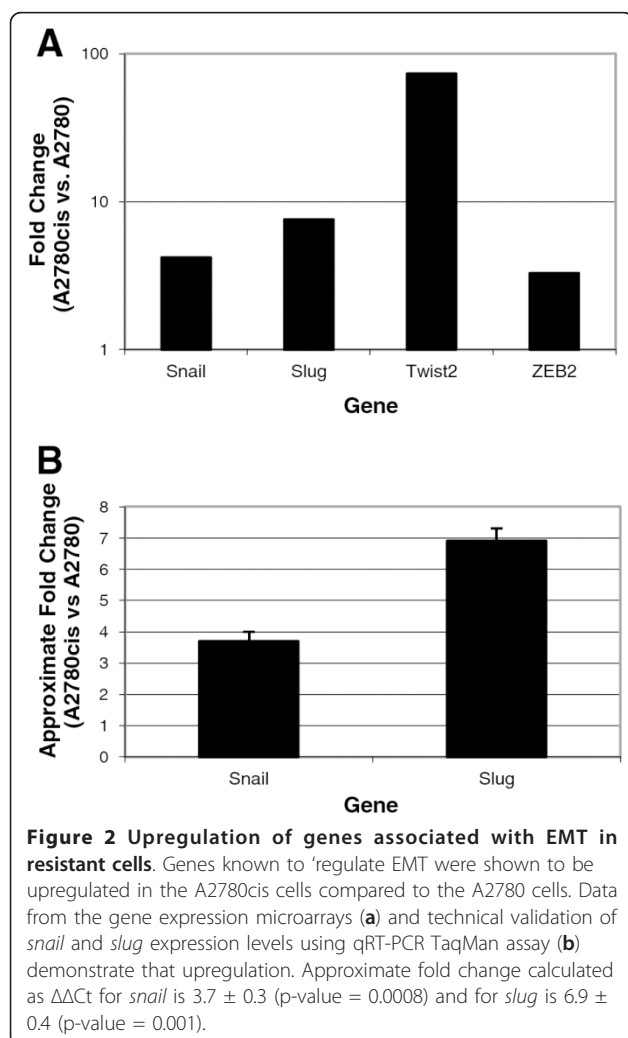 A
Fold Change
(A2780cis vs. A2780)
100
10
1
Snail Slug Twist2 ZEB2
Gene
B
Approximate Fold Change
(A2780cis vs A2780)
8
7
6
5
4
3
2
1
0
Snail Slug
Gene
Figure 2 Upregulation of genes associated with EMT in
resistant cells. Genes known to ‘regulate EMT were shown to be
upregulated in the A2780cis cells compared to the A2780 cells. Data
from the gene expression microarrays (a) and technical validation of
snail and slug expression levels using qRT-PCR TaqMan assay (b)
demonstrate that upregulation. Approximate fold change calculated
as ΔΔCt for snail is 3.7 ± 0.3 (p-value = 0.0008) and for slug is 6.9 ±
0.4 (p-value = 0.001).